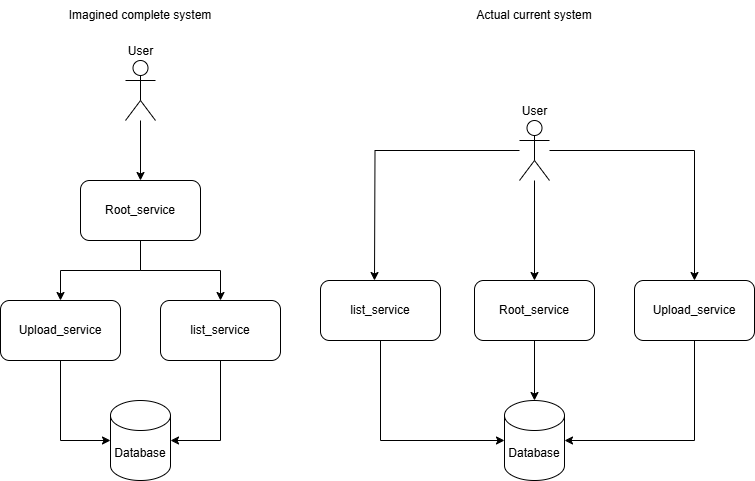 Imagined complete system
User
Root_service
Upload_service
list_service
Database
Actual current system
User
list_service
Root_service
Upload_service
Database